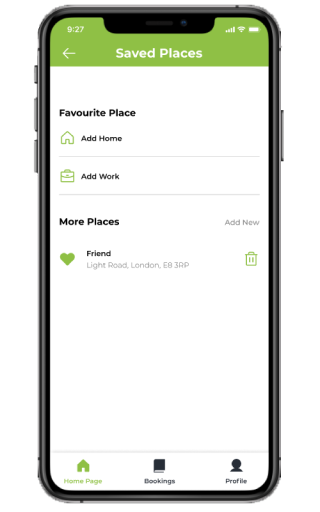 9:27
Saved Places
Favourite Place
Add Home
Add Work
More Places Add New
Friend
Light Road, London, E8 3RP
Home Page Bookings Profile